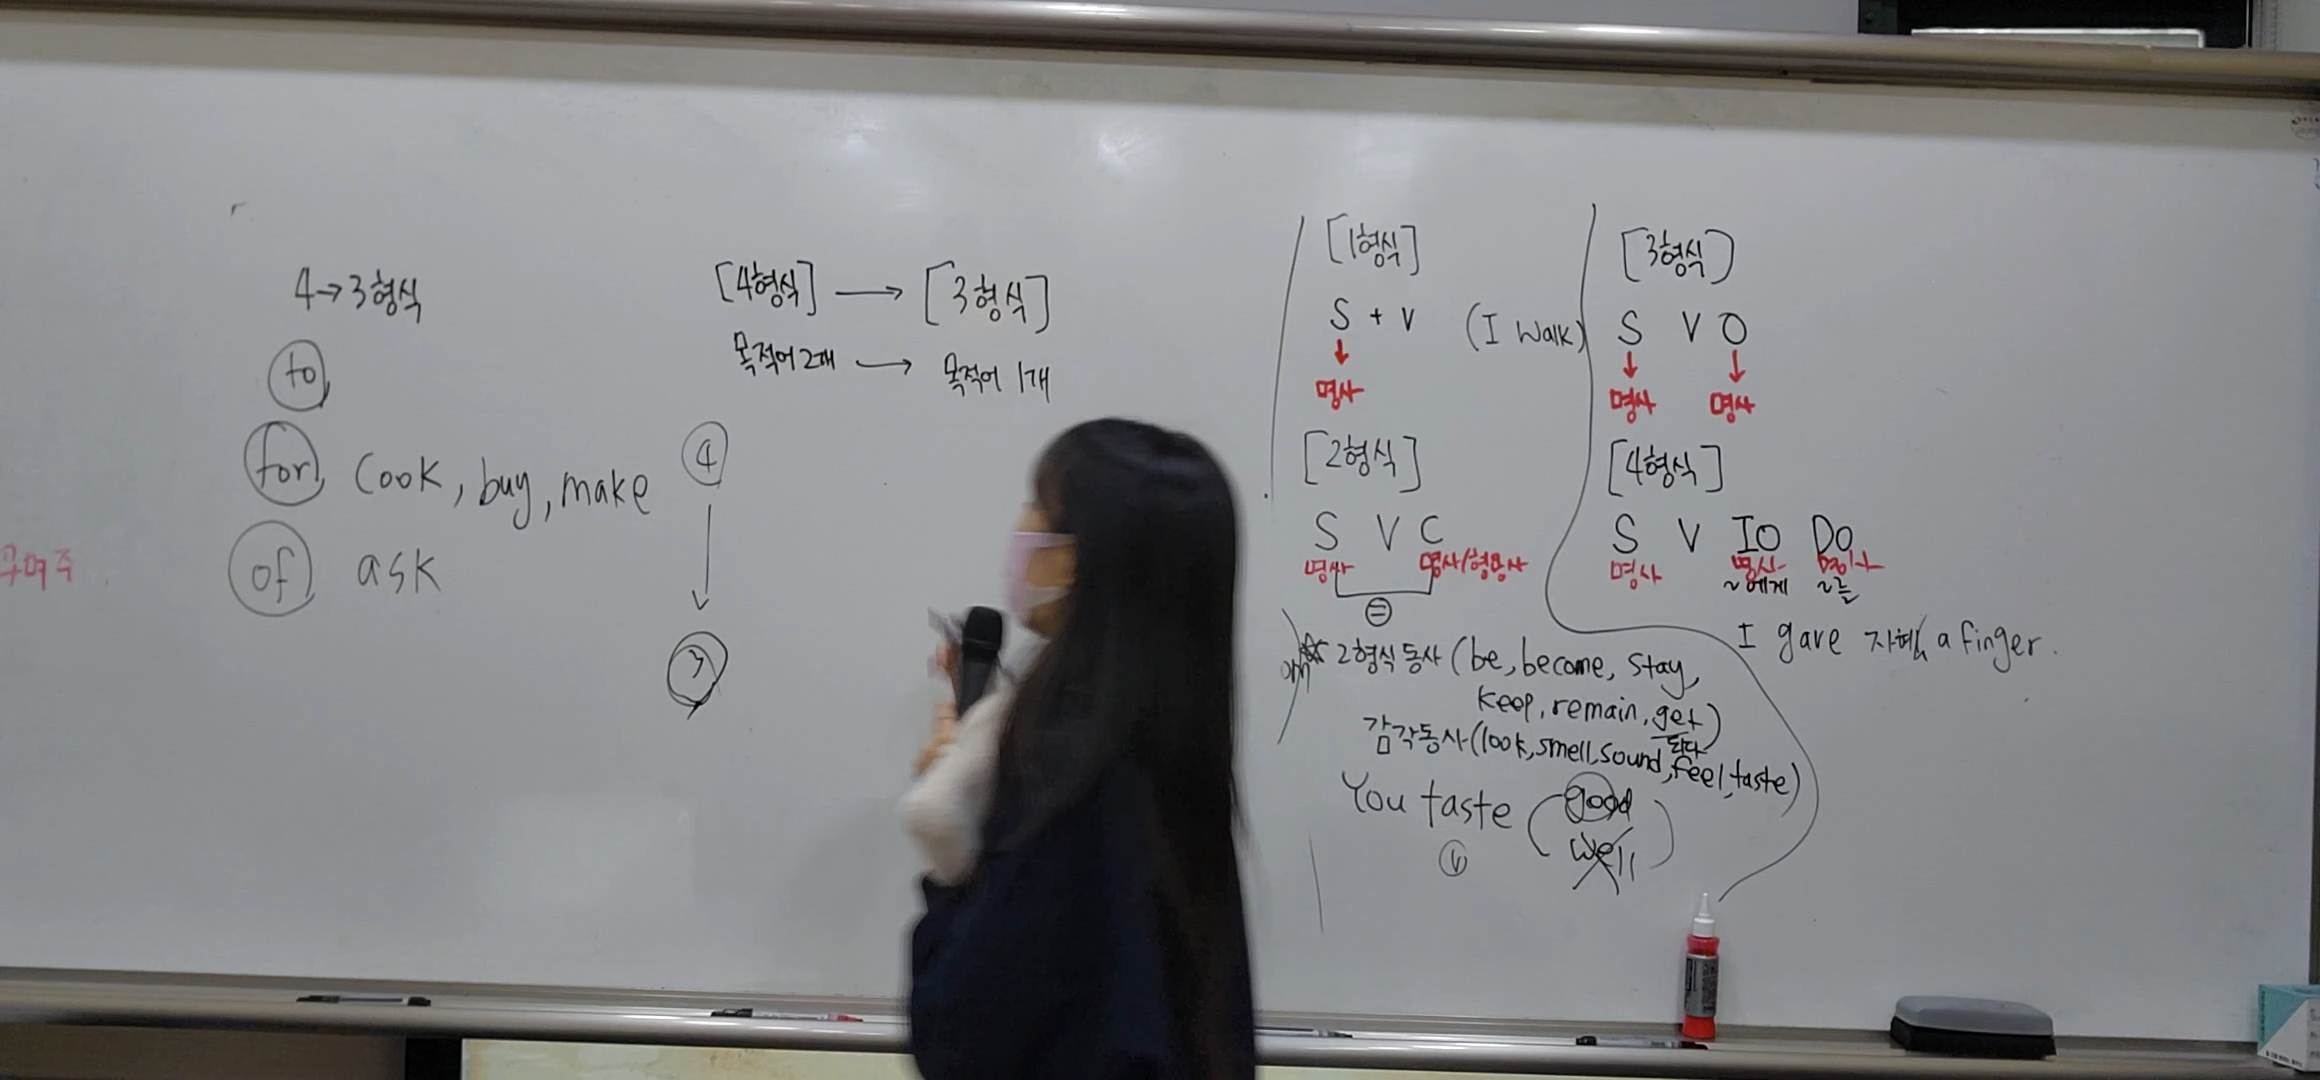 4→3형식
to
for cook, buy, make
of ask
[4형식] → [3형식]
목적어 2개 → 목적어 1개
④
↓
③
[1형식]
S + V (I walk)
↓
명사
[2형식]
S V C
명사 명사/형용사
=
☆ 2형식 동사 (be, become, stay,
keep, remain, get)
되다
감각동사 (look, smell, sound, feel, taste)
You taste (good
well)
[3형식]
S V O
↓ ↓
명사 명사
[4형식]
S V IO DO
명사 명사 명사
~에게 ~를
I gave 자혜 a finger.